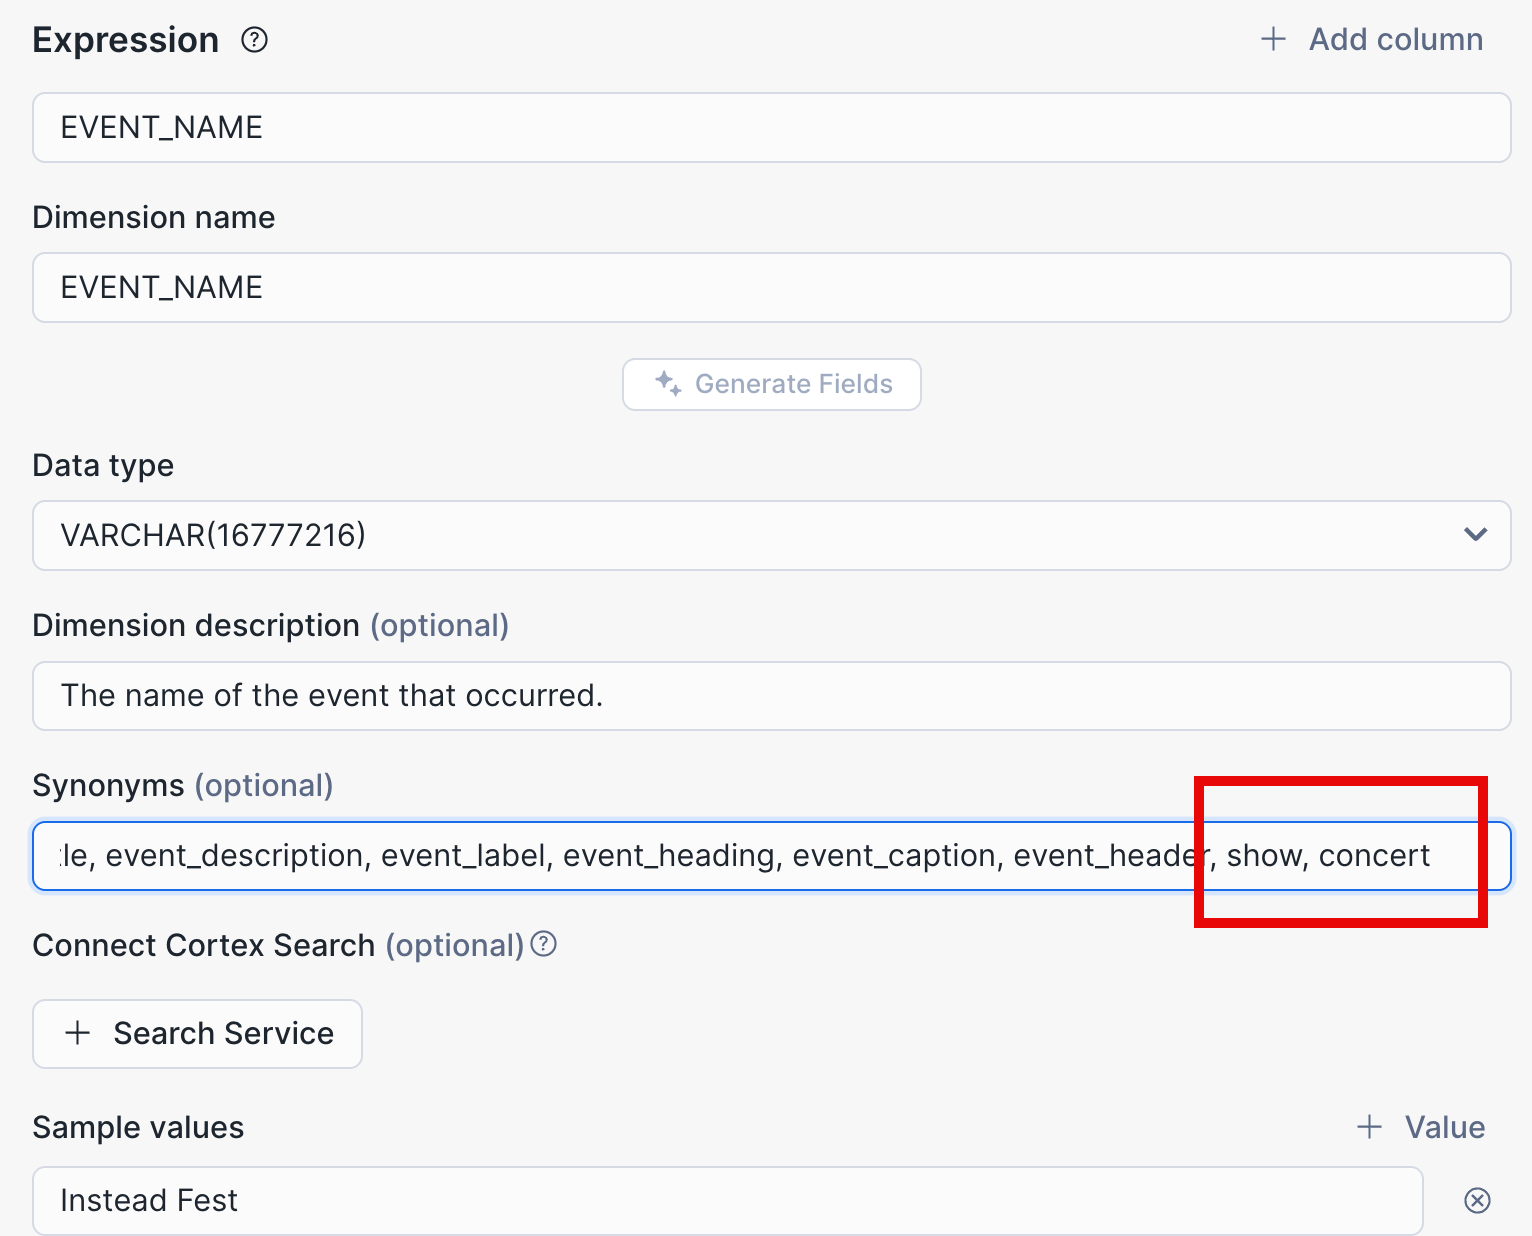 Expression
+ Add column
EVENT_NAME
Dimension name
EVENT_NAME
Generate Fields
Data type
VARCHAR(16777216)
Dimension description (optional)
The name of the event that occurred.
Synonyms (optional)
le, event_description, event_label, event_heading, event_caption, event_header, show, concert
Connect Cortex Search (optional)
+ Search Service
Sample values
+ Value
Instead Fest